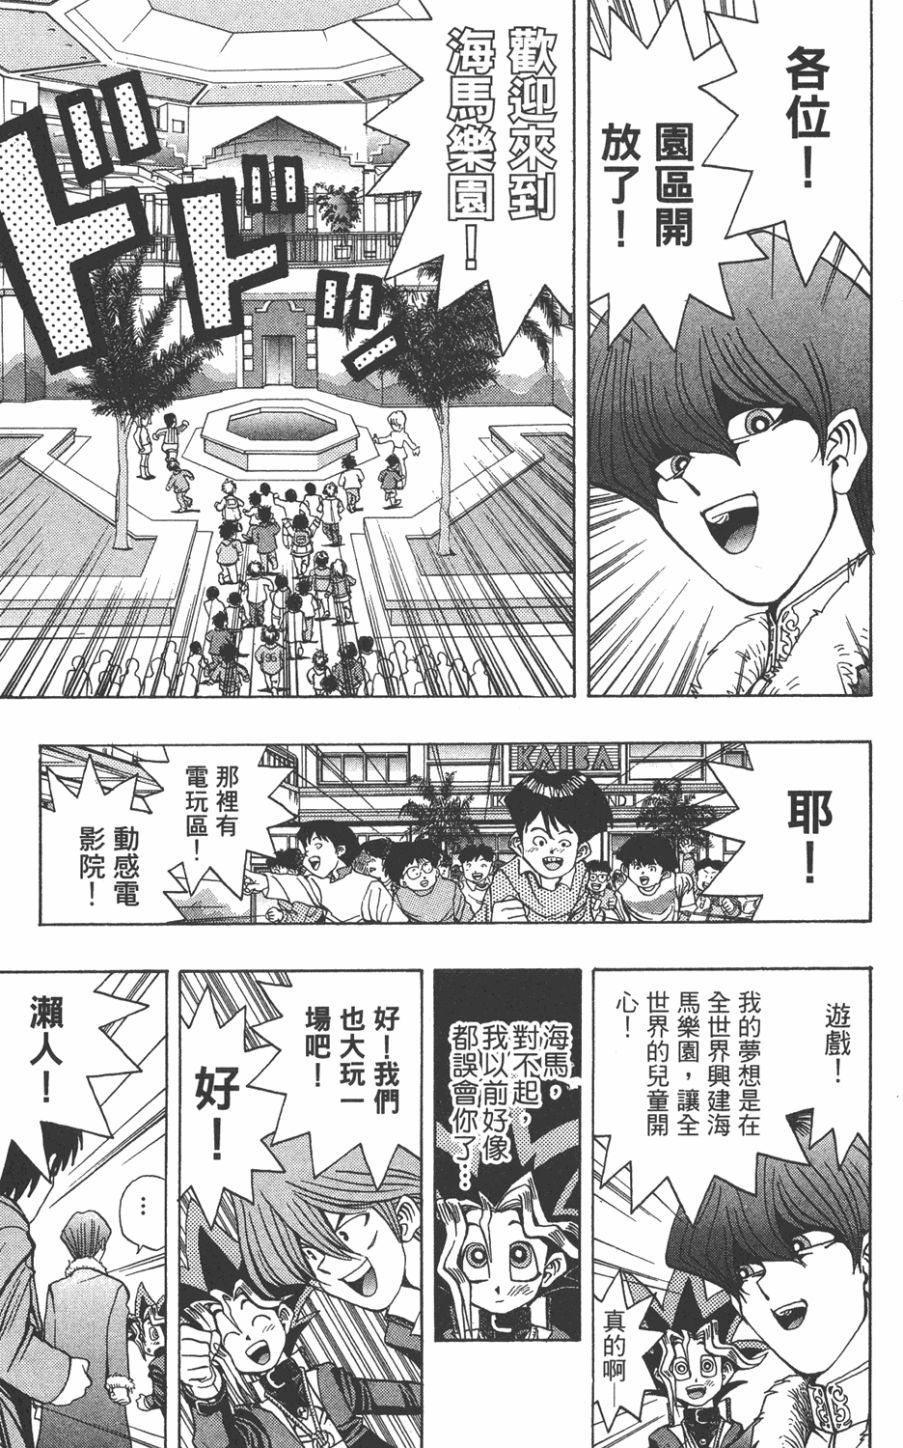 各位！
園區開
放了！
歡迎來到
海馬樂園！
ドドドドーン
耶！
KAIBA
那裡有
電玩區！
動感電
影院！
遊戲！
我的夢想是在
全世界興建海
馬樂園，讓全
世界的兒童開
心！
真的啊──
海馬，
對不起，
我以前好像
都誤會你了…
好！我們
也大玩一
場吧！
好！
瀨人！
…